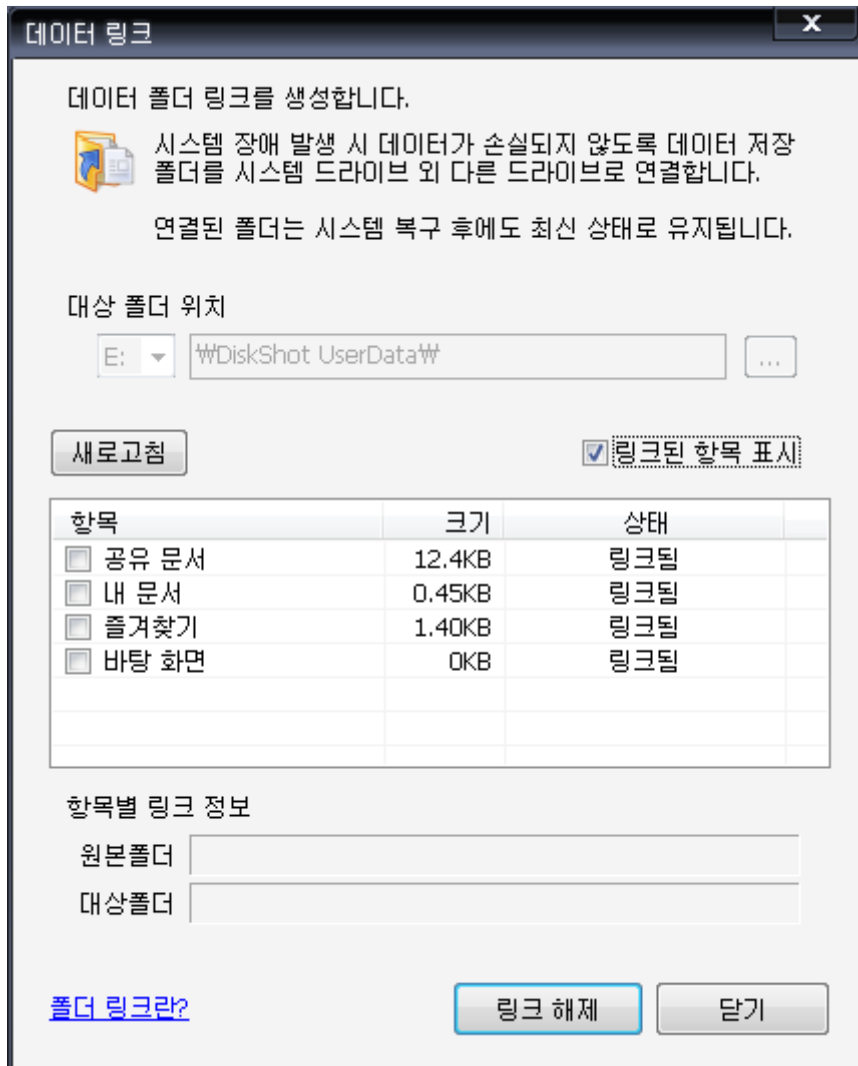 데이터 링크
x
데이터 폴더 링크를 생성합니다.
시스템 장애 발생 시 데이터가 손실되지 않도록 데이터 저장
폴더를 시스템 드라이브 외 다른 드라이브로 연결합니다.
연결된 폴더는 시스템 복구 후에도 최신 상태로 유지됩니다.
대상 폴더 위치
E: ₩DiskShot UserData₩ ...
새로고침 링크된 항목 표시
항목 크기 상태
공유 문서 12.4KB 링크됨
내 문서 0.45KB 링크됨
즐겨찾기 1.40KB 링크됨
바탕 화면 0KB 링크됨
항목별 링크 정보
원본폴더
대상폴더
폴더 링크란? 링크 해제 닫기